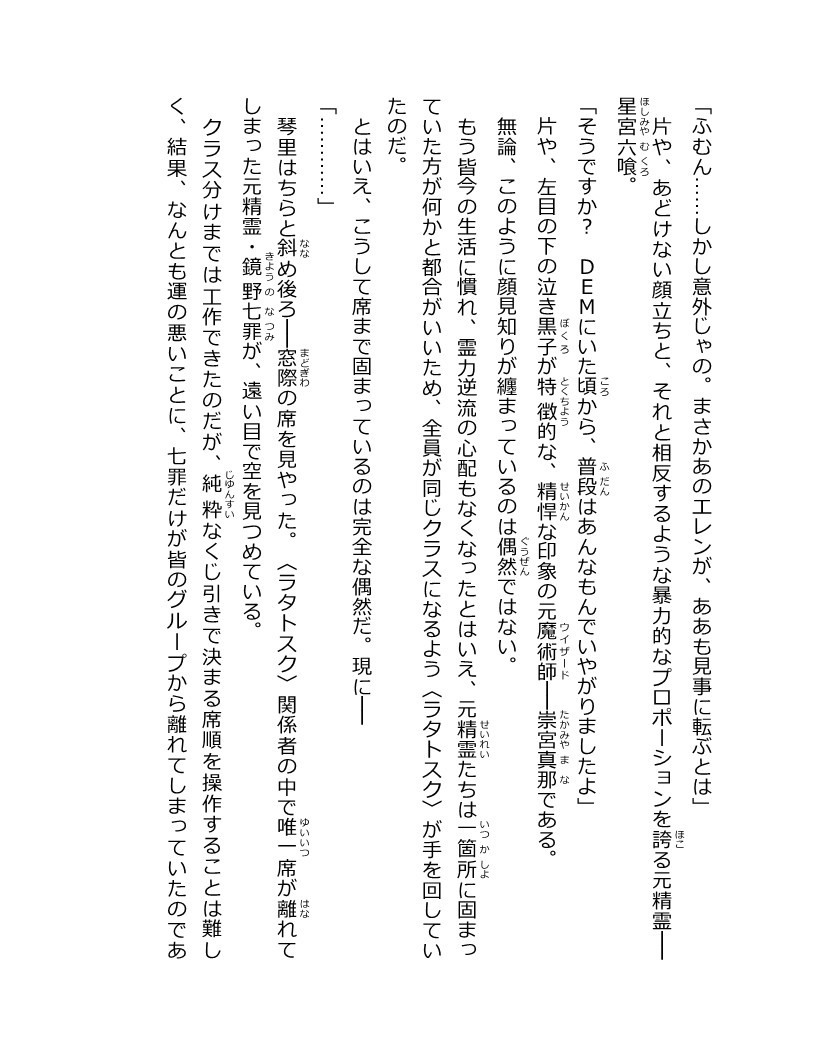 「ふむん……しかし意外じゃの。まさかあのエレンが、ああも見事に転ぶとは」
片や、あどけない顔立ちと、それと相反するような暴力的なプロポーションを誇る元精霊――
星宮六喰。
「そうですか？　DEMにいた頃から、普段はあんなもんでいやがりましたよ」
片や、左目の下の泣き黒子が特徴的な、精悍な印象の元魔術師――崇宮真那である。
無論、このように顔見知りが纏まっているのは偶然ではない。
もう皆今の生活に慣れ、霊力逆流の心配もなくなったとはいえ、元精霊たちは一箇所に固まっ
ていた方が何かと都合がいいため、全員が同じクラスになるよう〈ラタトスク〉が手を回してい
たのだ。
とはいえ、こうして席まで固まっているのは完全な偶然だ。現に――
「…………」
琴里はちらと斜め後ろ――窓際の席を見やった。〈ラタトスク〉関係者の中で唯一席が離れて
しまった元精霊・鏡野七罪が、遠い目で空を見つめている。
クラス分けまでは工作できたのだが、純粋なくじ引きで決まる席順を操作することは難し
く、結果、なんとも運の悪いことに、七罪だけが皆のグループから離れてしまっていたのであ